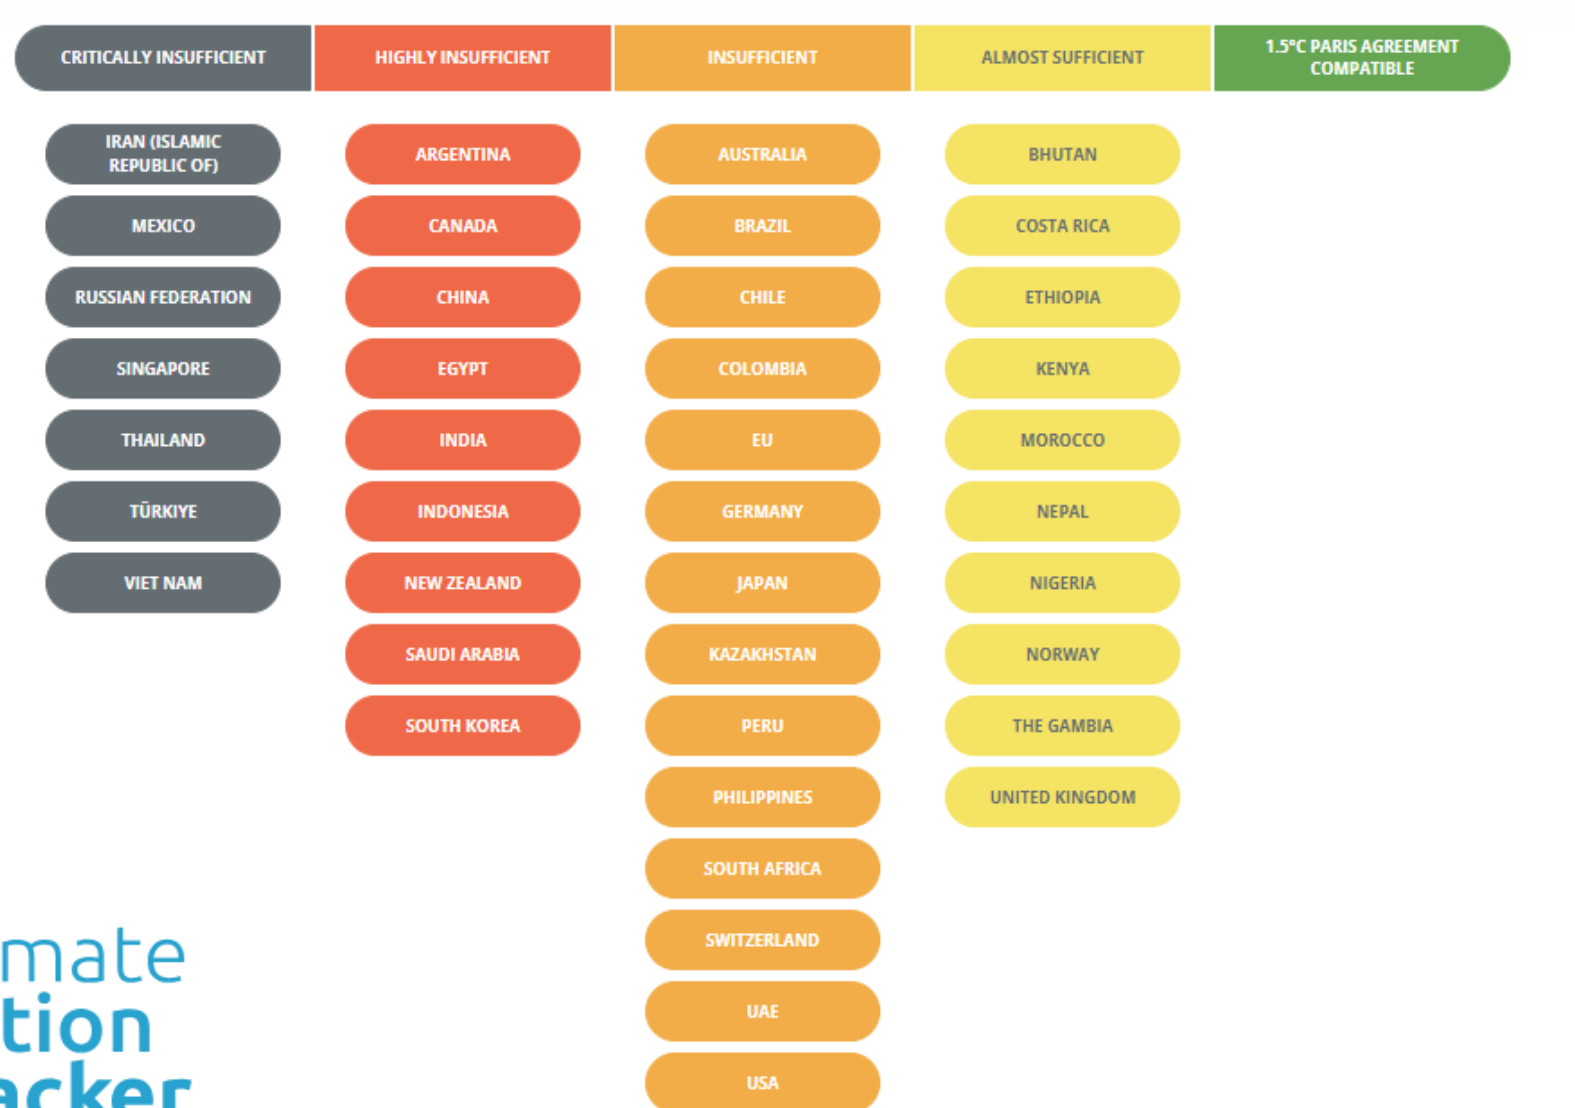 CRITICALLY INSUFFICIENT
HIGHLY INSUFFICIENT
INSUFFICIENT
ALMOST SUFFICIENT
1.5°C PARIS AGREEMENT
COMPATIBLE
IRAN (ISLAMIC
REPUBLIC OF)
MEXICO
RUSSIAN FEDERATION
SINGAPORE
THAILAND
TÜRKIYE
VIET NAM
ARGENTINA
CANADA
CHINA
EGYPT
INDIA
INDONESIA
NEW ZEALAND
SAUDI ARABIA
SOUTH KOREA
AUSTRALIA
BRAZIL
CHILE
COLOMBIA
EU
GERMANY
JAPAN
KAZAKHSTAN
PERU
PHILIPPINES
SOUTH AFRICA
SWITZERLAND
UAE
USA
BHUTAN
COSTA RICA
ETHIOPIA
KENYA
MOROCCO
NEPAL
NIGERIA
NORWAY
THE GAMBIA
UNITED KINGDOM
mate
tion
acker